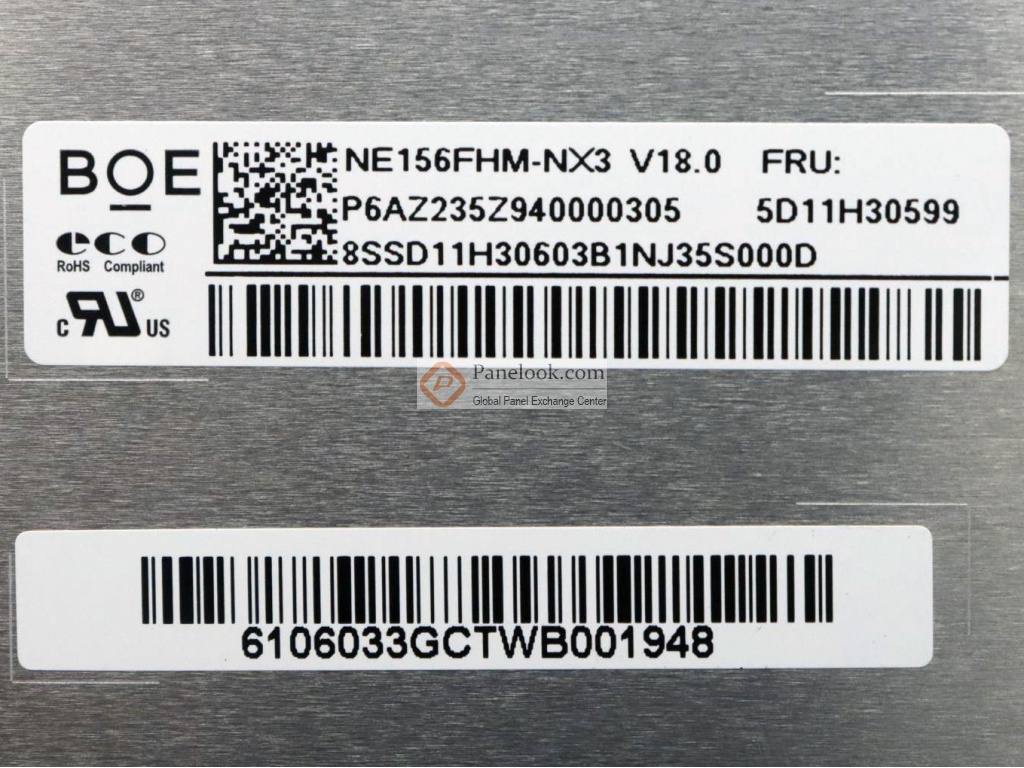 BOE
eco
RoHS Compliant
c RU® US
NE156FHM-NX3 V18.0 FRU:
P6AZ235Z940000305 5D11H30599
8SSD11H30603B1NJ35S000D
P Panelook.com
Global Panel Exchange Center
6106033GCTWB001948